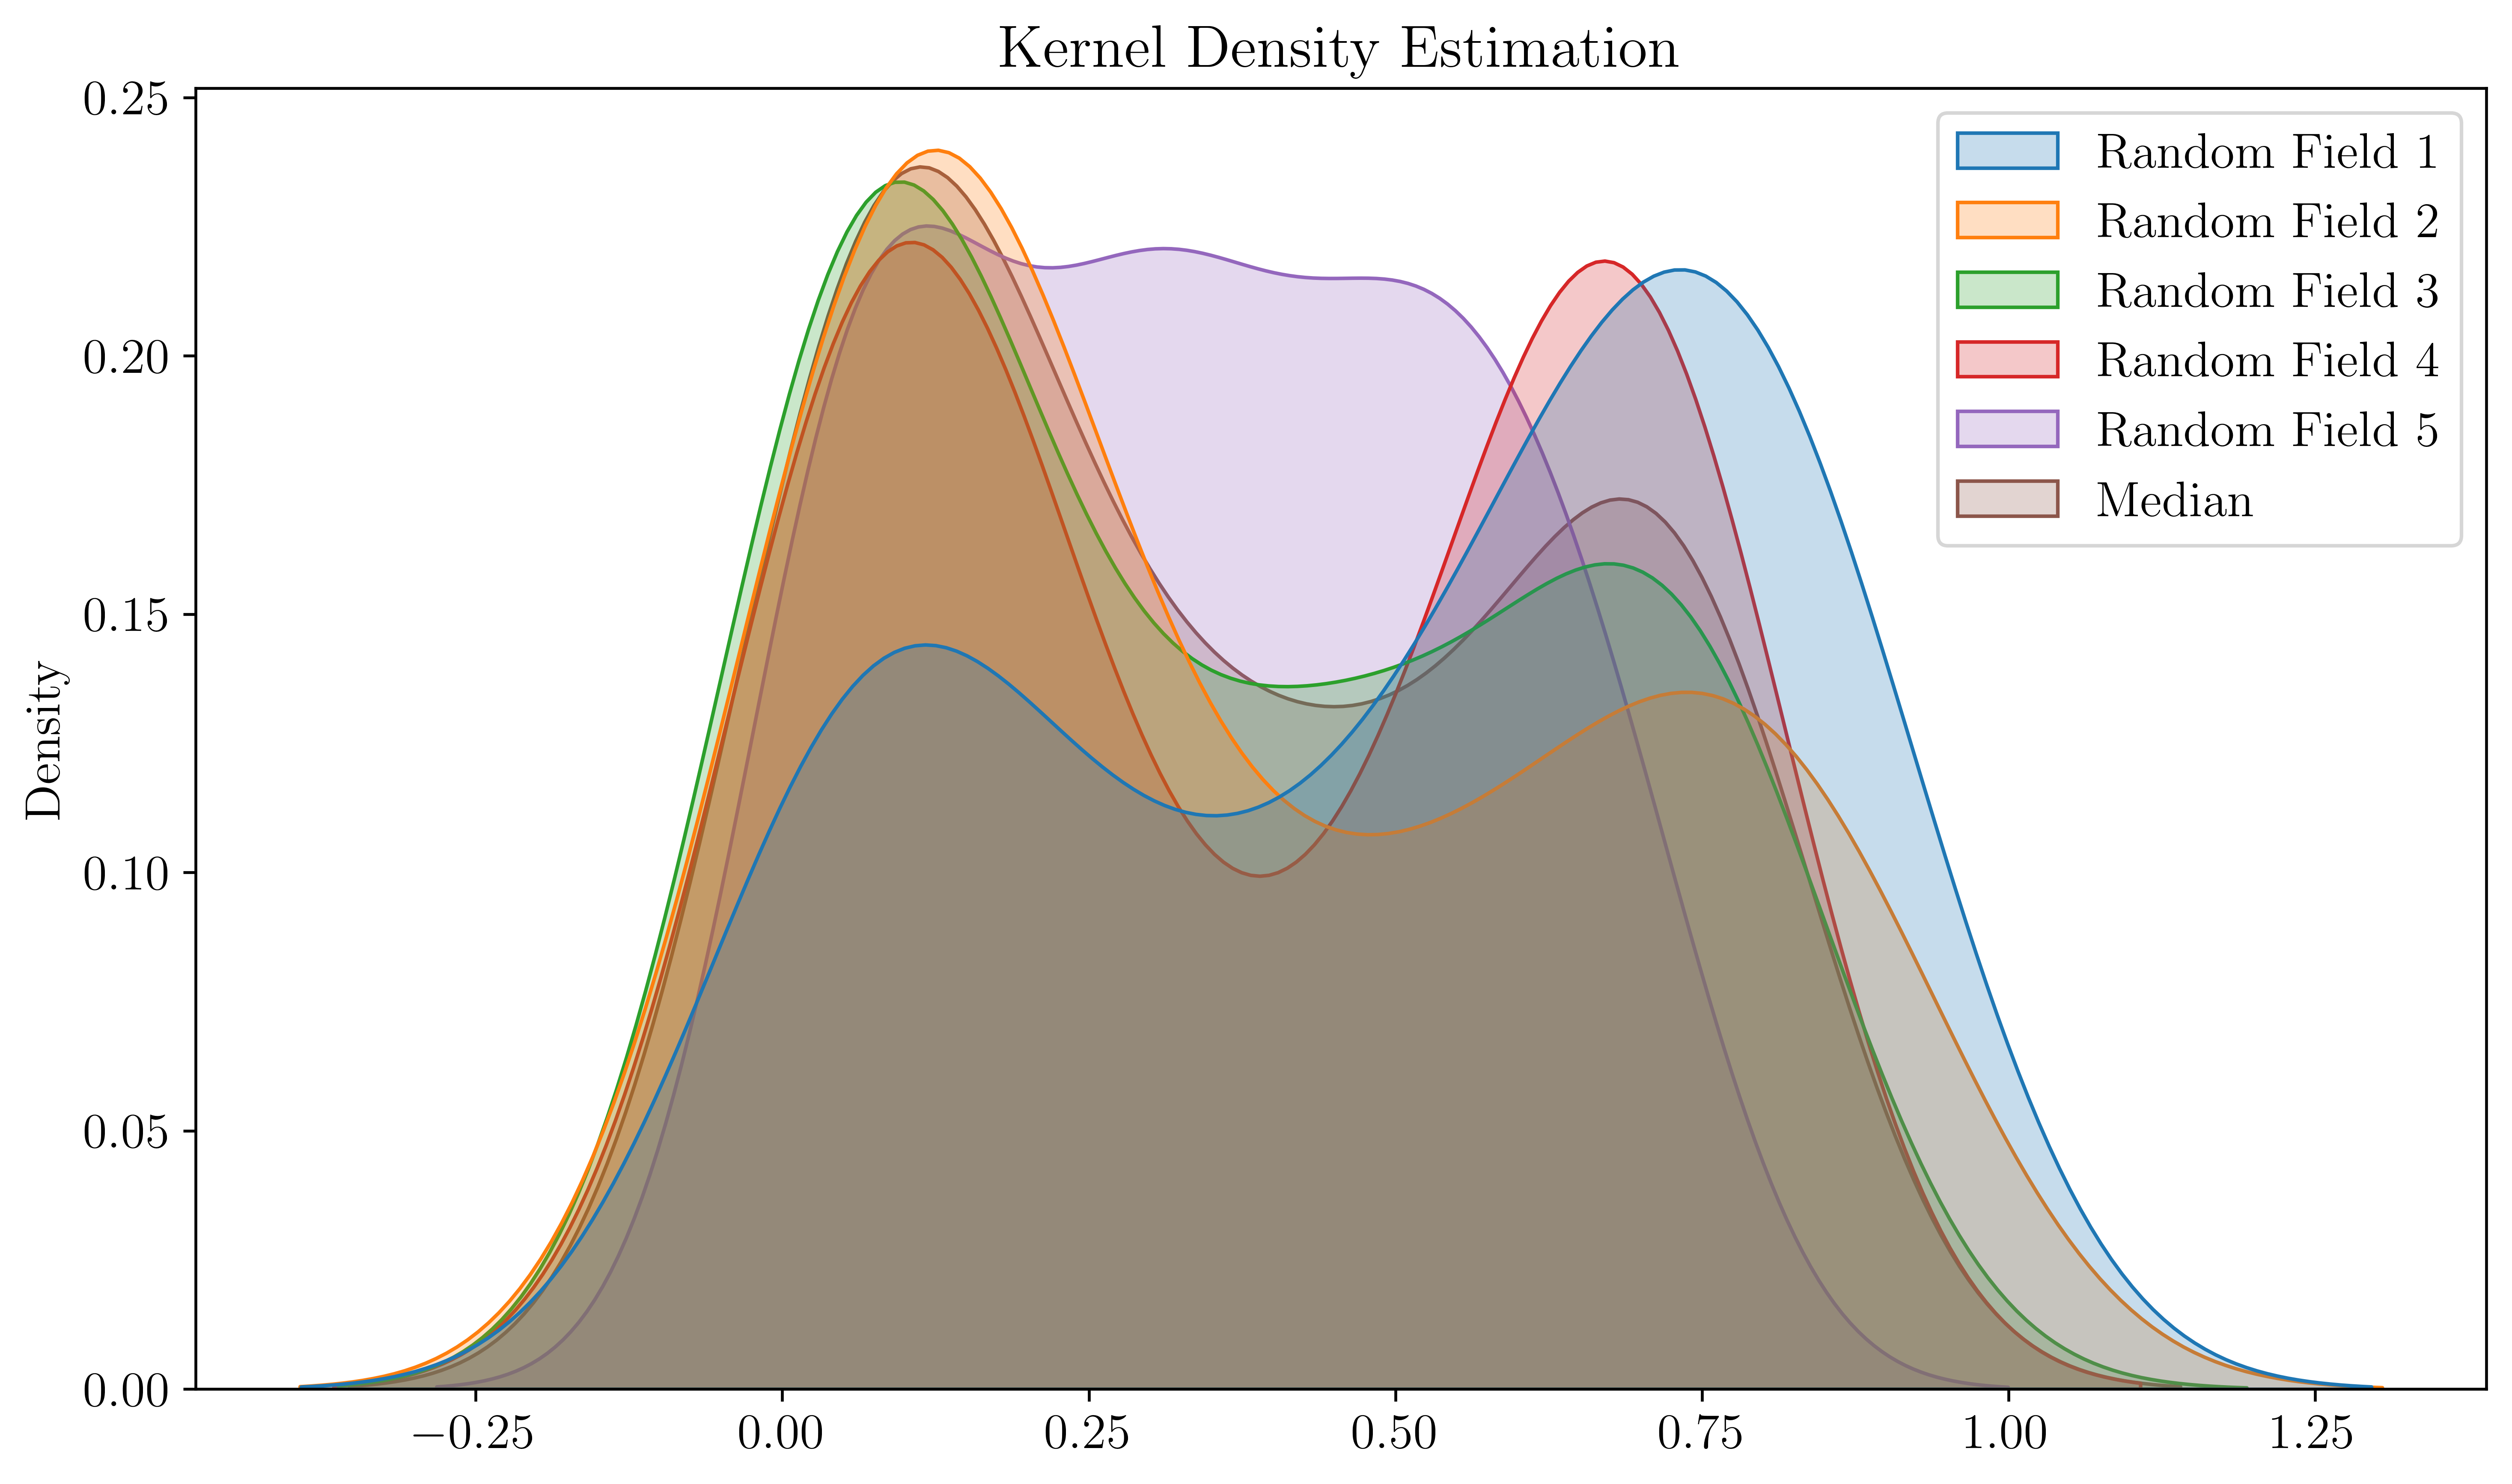 Kernel Density Estimation
Density
0.25
0.20
0.15
0.10
0.05
0.00
−0.25
0.00
0.25
0.50
0.75
1.00
1.25
Random Field 1
Random Field 2
Random Field 3
Random Field 4
Random Field 5
Median